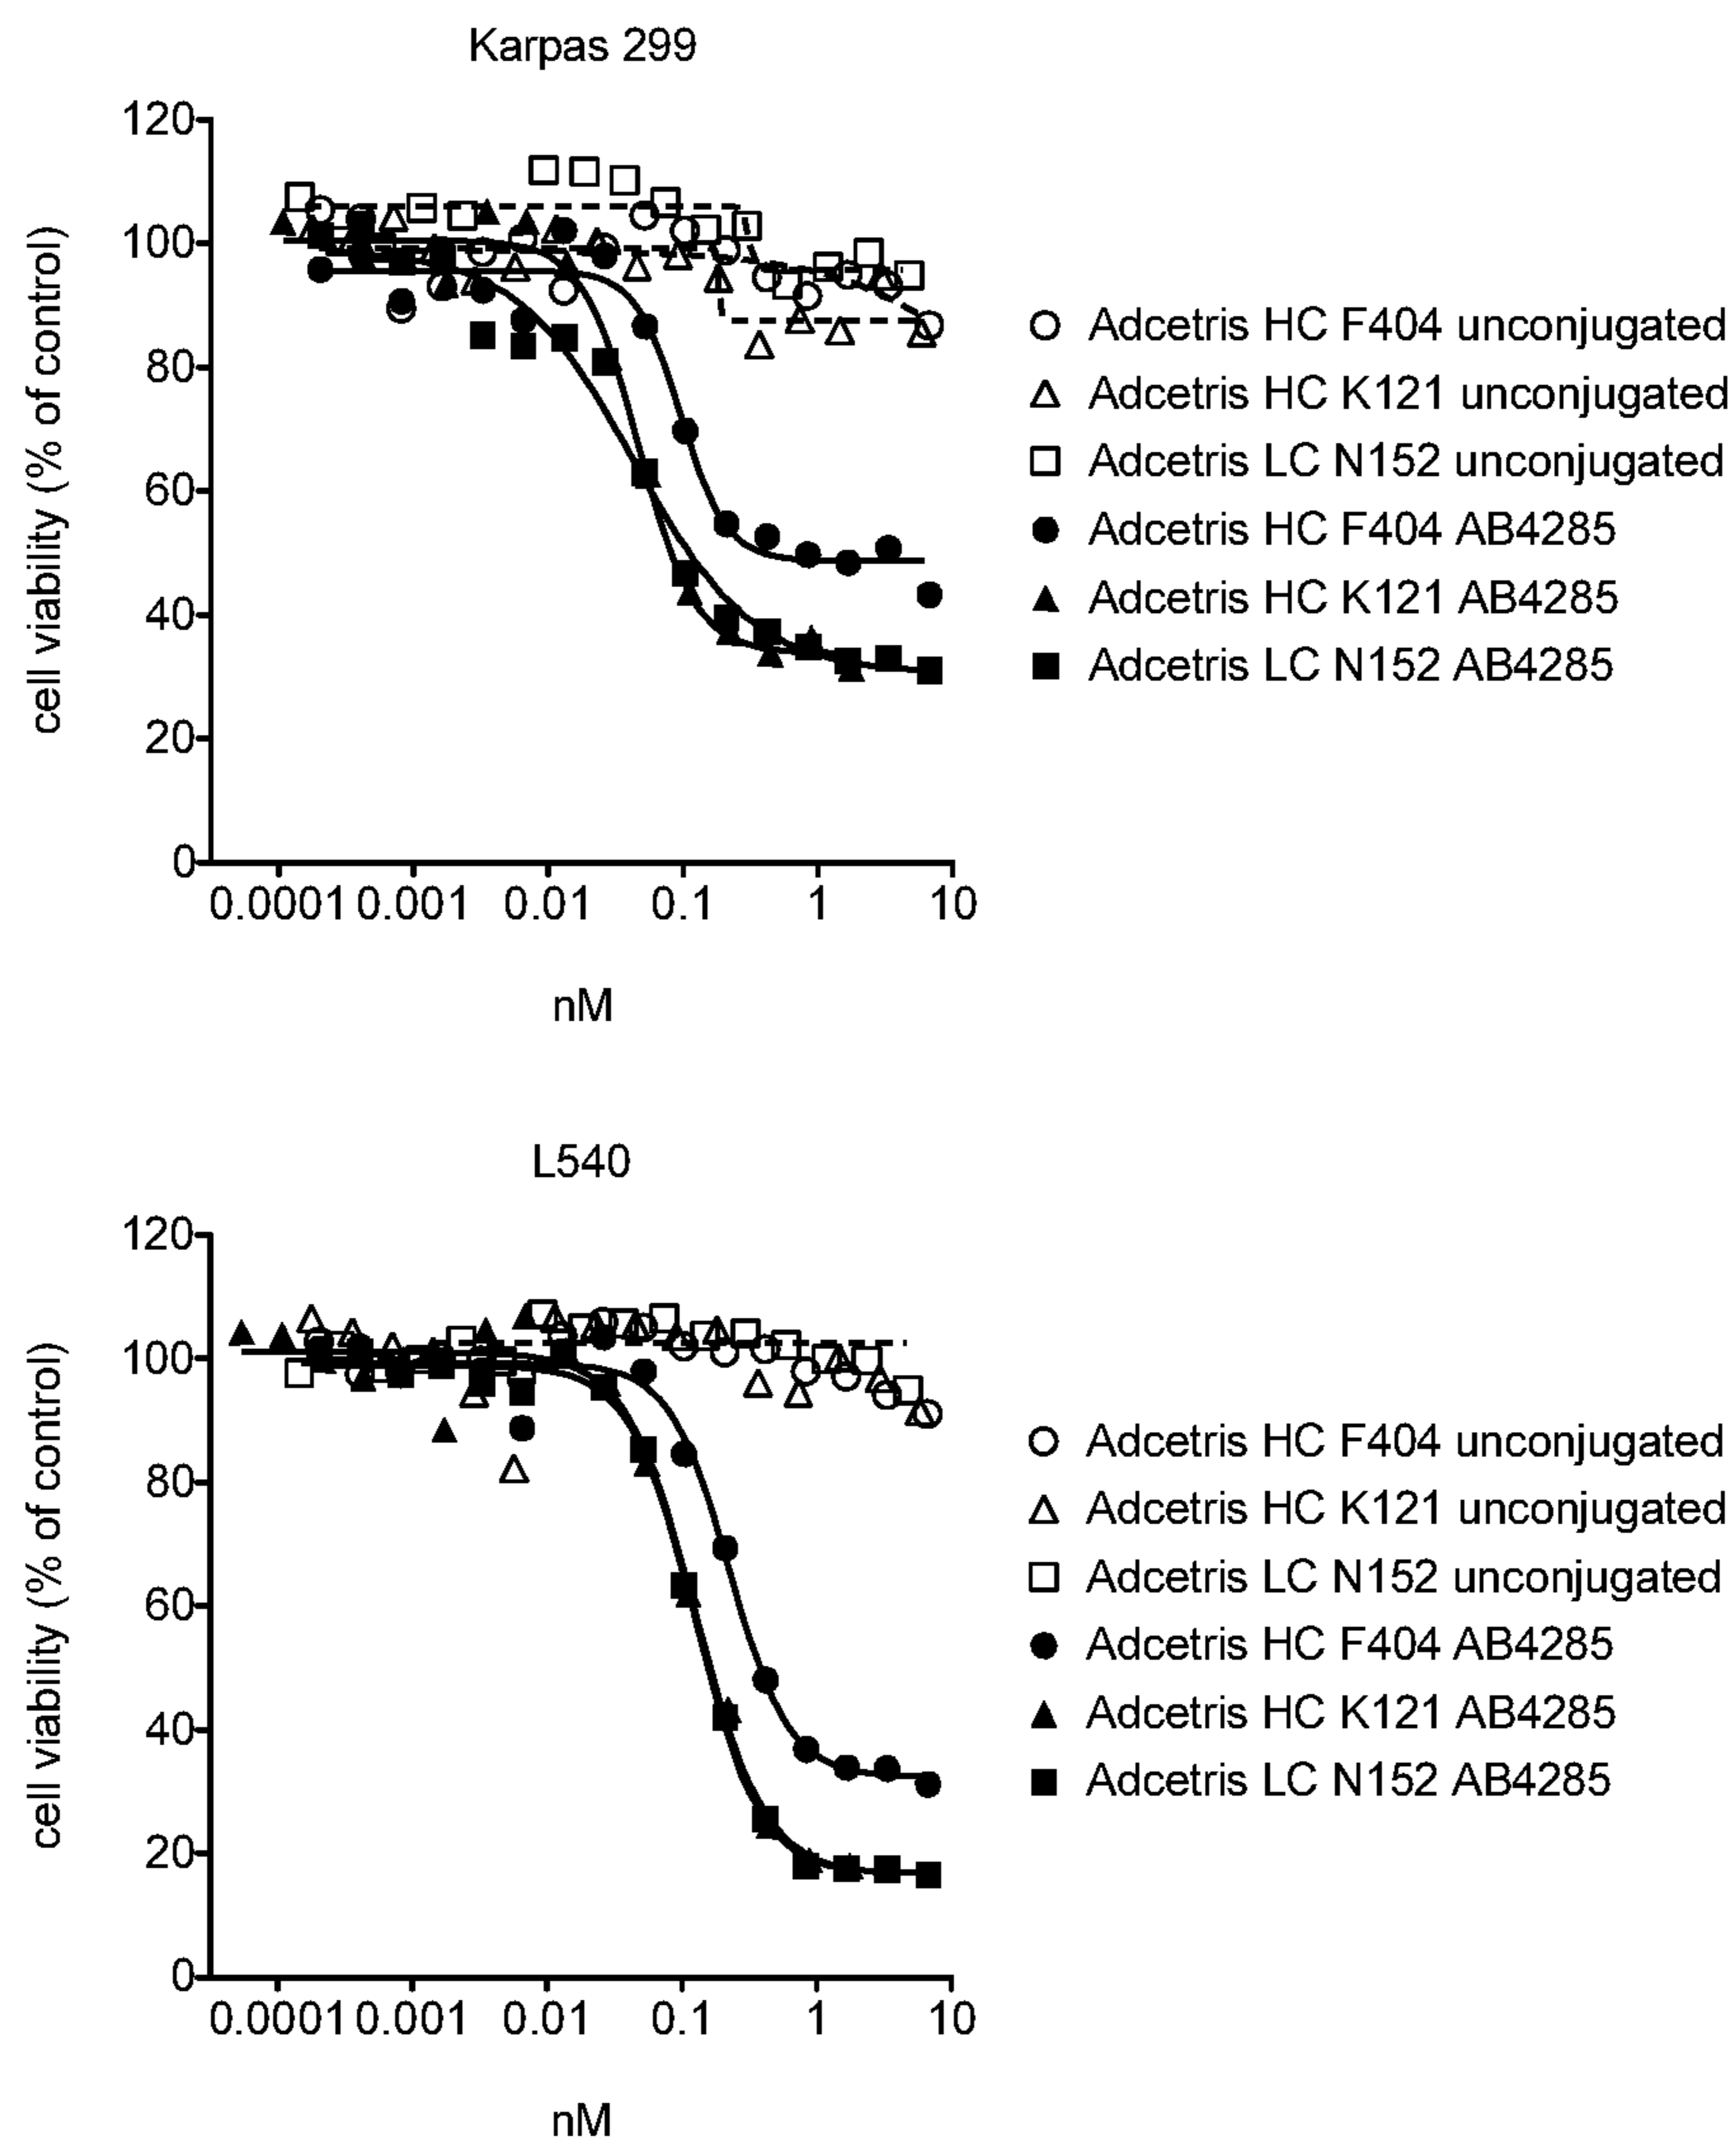 Karpas 299
120
100
80
60
40
20
0
cell viability (% of control)
0.0001 0.001 0.01 0.1 1 10
nM
Adcetris HC F404 unconjugated
Adcetris HC K121 unconjugated
Adcetris LC N152 unconjugated
Adcetris HC F404 AB4285
Adcetris HC K121 AB4285
Adcetris LC N152 AB4285
L540
120
100
80
60
40
20
0
cell viability (% of control)
0.0001 0.001 0.01 0.1 1 10
nM
Adcetris HC F404 unconjugated
Adcetris HC K121 unconjugated
Adcetris LC N152 unconjugated
Adcetris HC F404 AB4285
Adcetris HC K121 AB4285
Adcetris LC N152 AB4285